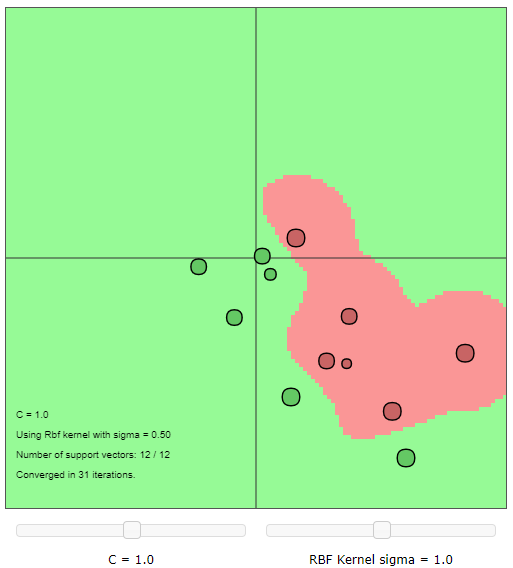 C = 1.0
Using Rbf kernel with sigma = 0.50
Number of support vectors: 12 / 12
Converged in 31 iterations.
C = 1.0
RBF Kernel sigma = 1.0